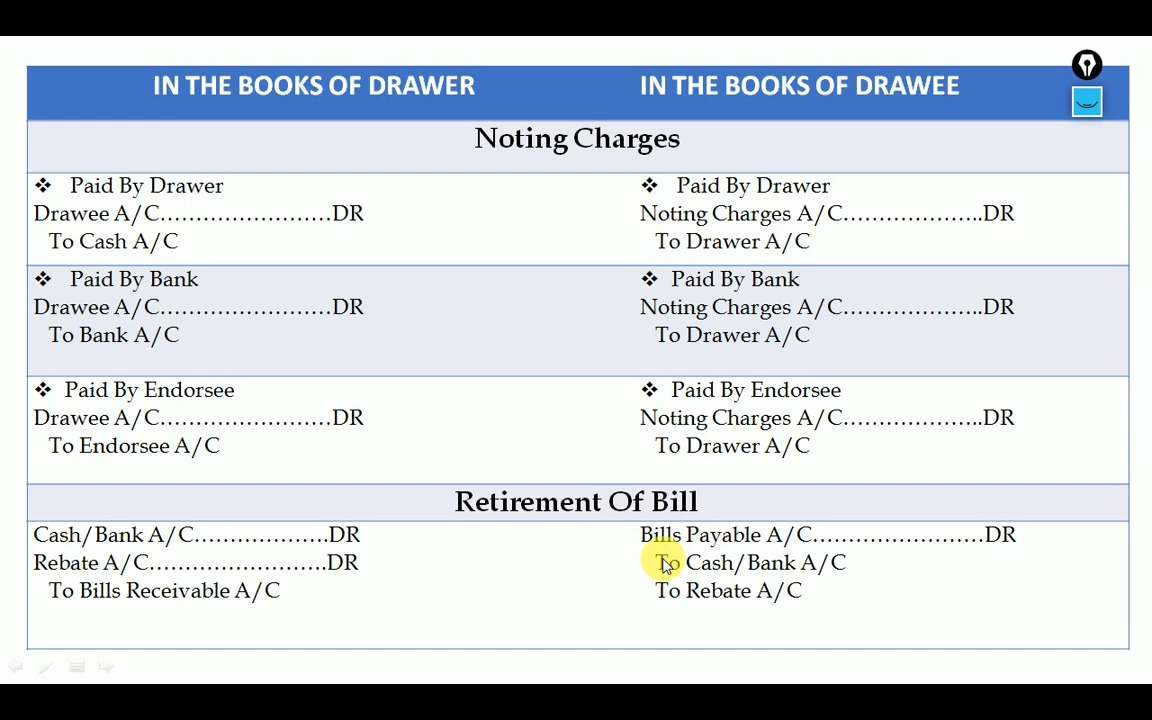 IN THE BOOKS OF DRAWER
IN THE BOOKS OF DRAWEE
Noting Charges
❖ Paid By Drawer
Drawee A/C……………………DR
To Cash A/C
❖ Paid By Drawer
Noting Charges A/C………………..DR
To Drawer A/C
❖ Paid By Bank
Drawee A/C……………………DR
To Bank A/C
❖ Paid By Bank
Noting Charges A/C………………..DR
To Drawer A/C
❖ Paid By Endorsee
Drawee A/C……………………DR
To Endorsee A/C
❖ Paid By Endorsee
Noting Charges A/C………………..DR
To Drawer A/C
Retirement Of Bill
Cash/Bank A/C……………….DR
Rebate A/C…………………….DR
To Bills Receivable A/C
Bills Payable A/C……………………DR
To Cash/Bank A/C
To Rebate A/C